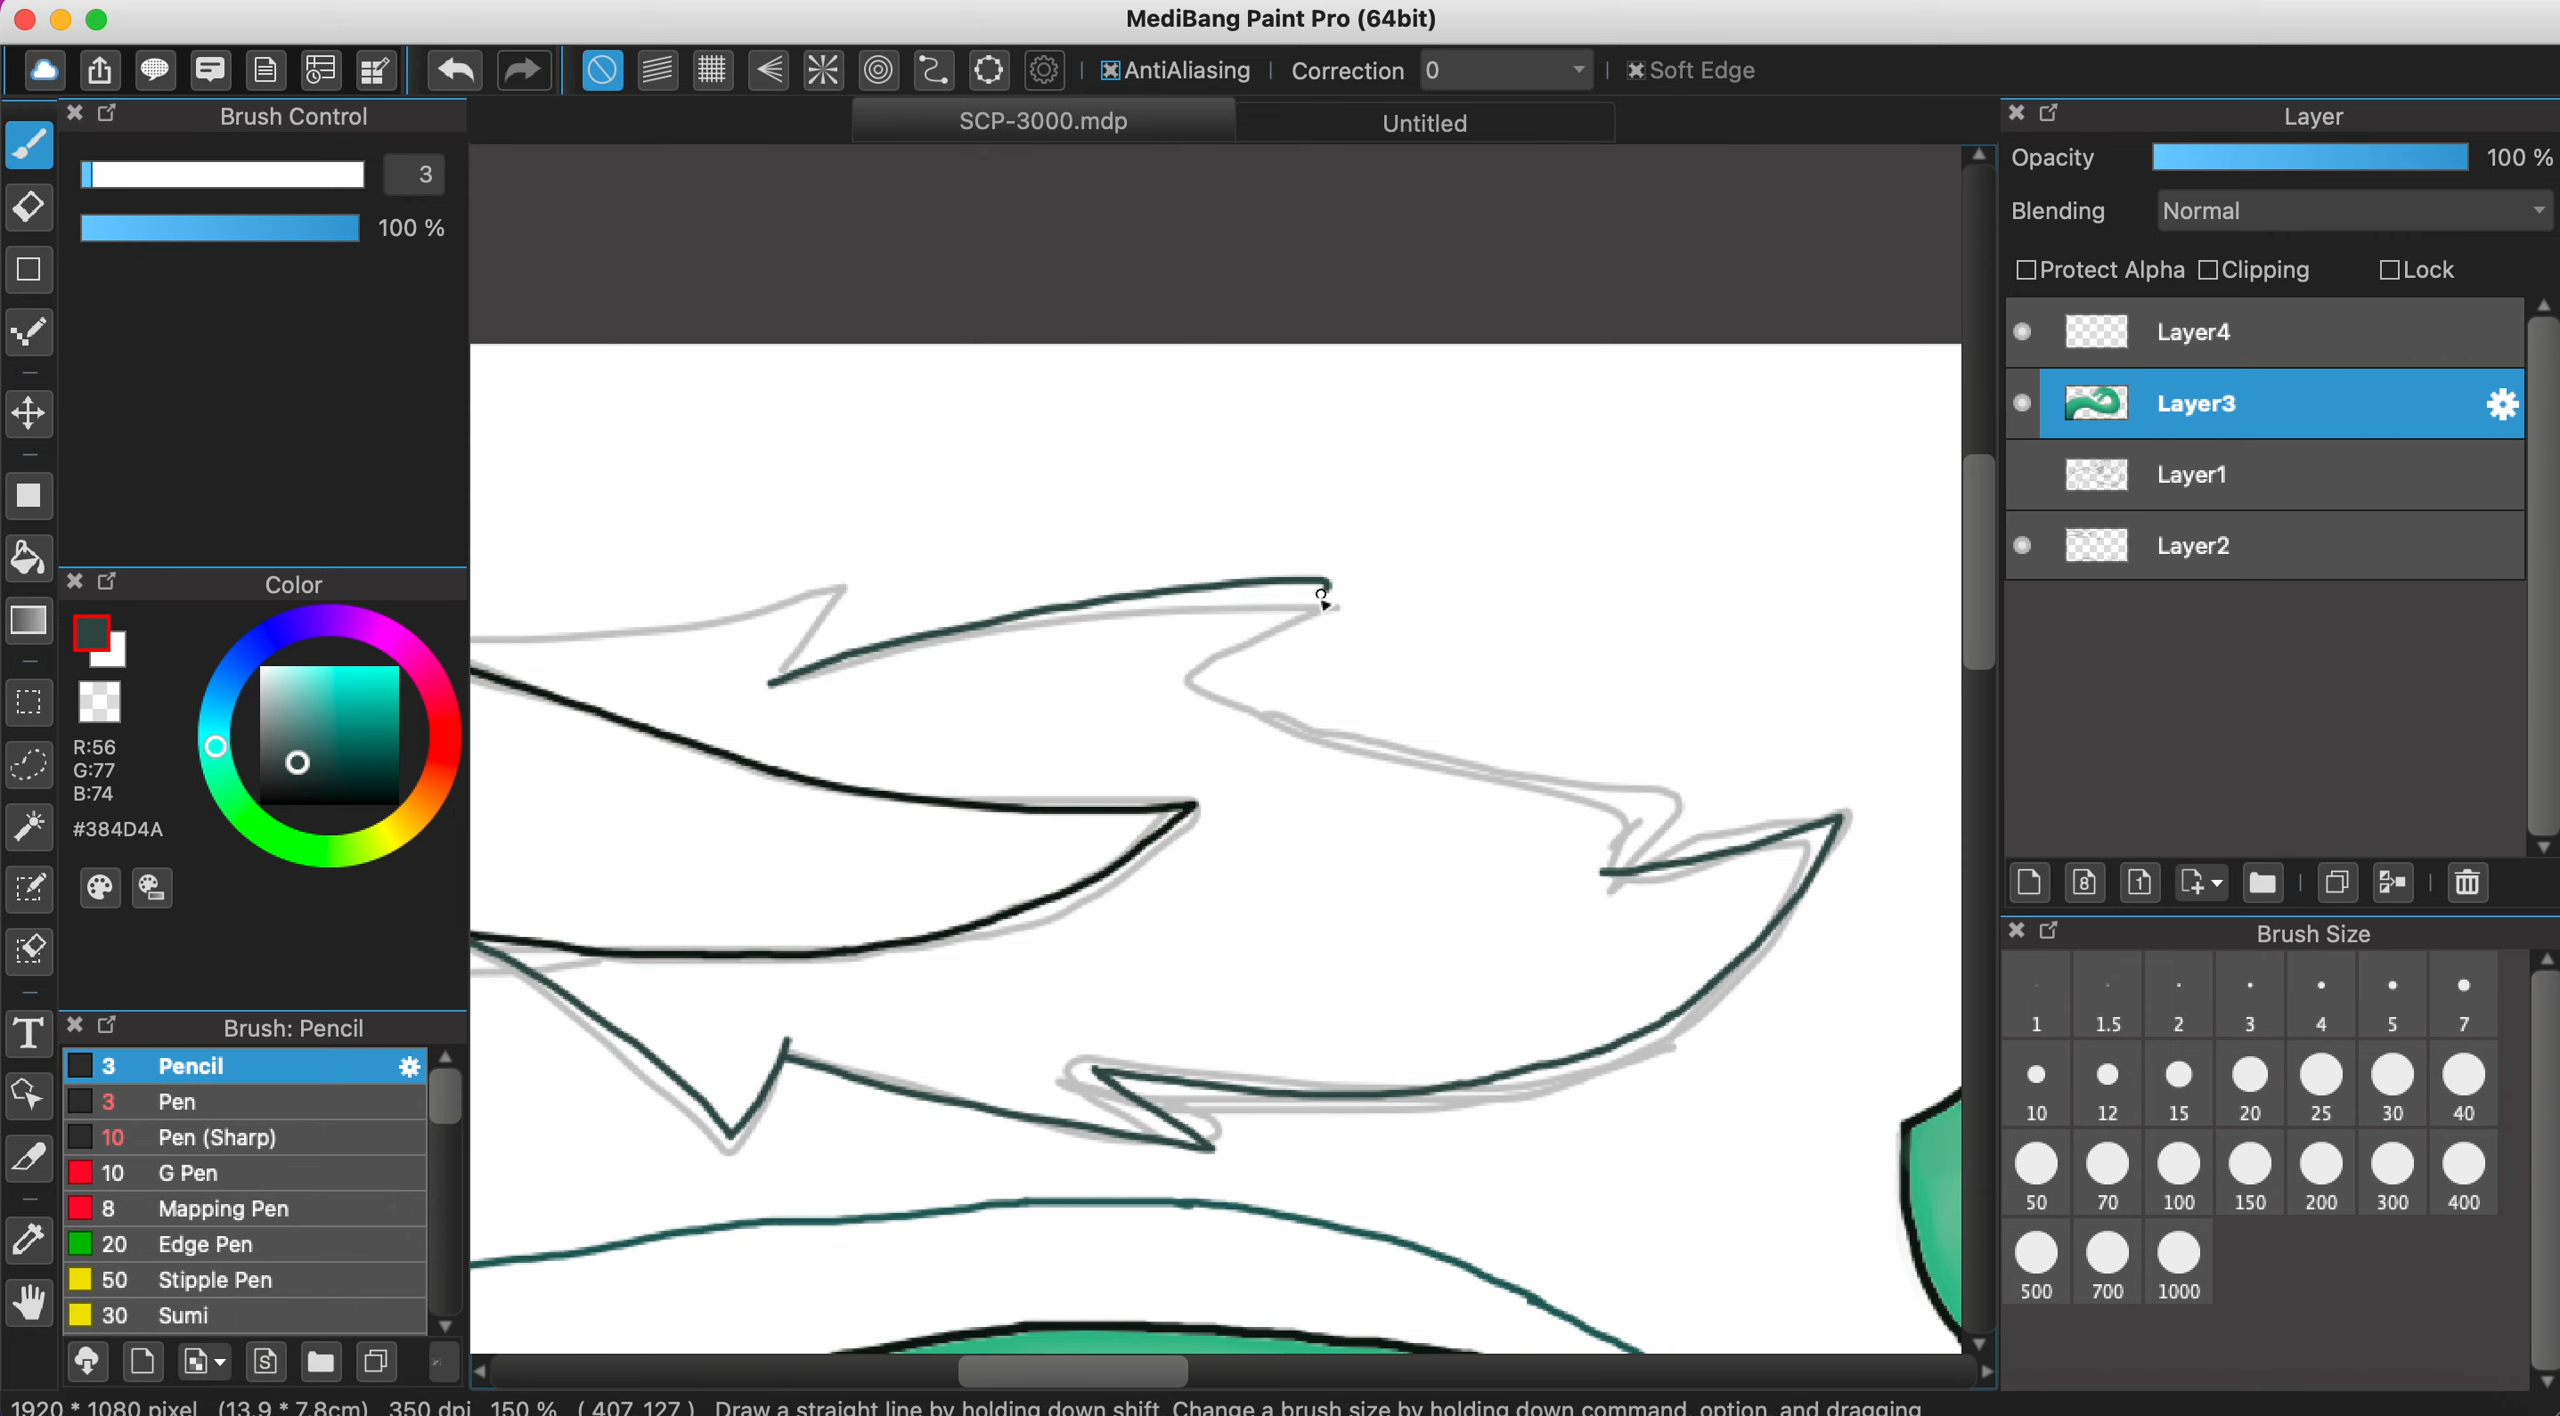 MediBang Paint Pro (64bit)
AntiAliasing Correction 0 Soft Edge
Brush Control
3
100 %
SCP-3000.mdp Untitled
Layer
Opacity 100 %
Blending Normal
Protect Alpha Clipping Lock
Layer4
Layer3
Layer1
Layer2
Color
R:56
G:77
B:74
#384D4A
8 1
Brush: Pencil
3 Pencil
3 Pen
10 Pen (Sharp)
10 G Pen
8 Mapping Pen
20 Edge Pen
50 Stipple Pen
30 Sumi
T
S
Brush Size
1 1.5 2 3 4 5 7
10 12 15 20 25 30 40
50 70 100 150 200 300 400
500 700 1000
1920 * 1080 pixel (13.9 * 7.8cm) 350 dpi 150 % ( 407, 127 ) Draw a straight line by holding down shift, Change a brush size by holding down command, option, and dragging